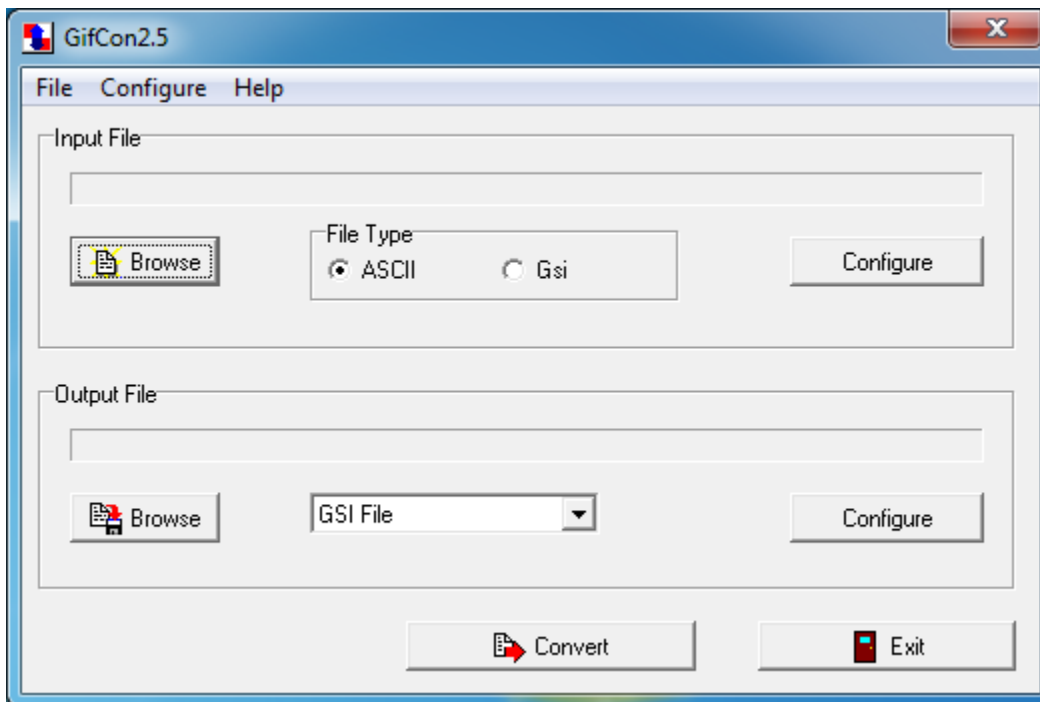 GifCon2.5
File Configure Help
Input File
File Type
Browse ASCII Gsi Configure
Output File
Browse GSI File Configure
Convert Exit